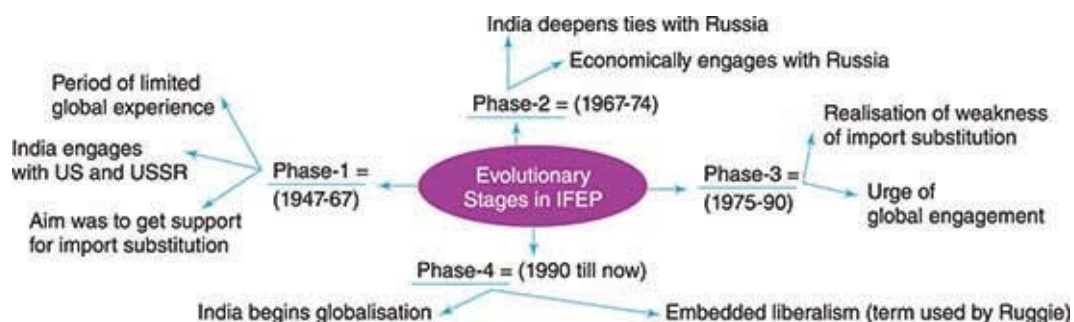 India deepens ties with Russia
Economically engages with Russia
Phase-2 = (1967-74)
Period of limited
global experience
India engages
with US and USSR
Aim was to get support
for import substitution
Phase-1 =
(1947-67)
Evolutionary
Stages in IFEP
Phase-3 =
(1975-90)
Realisation of weakness
of import substitution
Urge of
global engagement
Phase-4 = (1990 till now)
India begins globalisation
Embedded liberalism (term used by Ruggie)